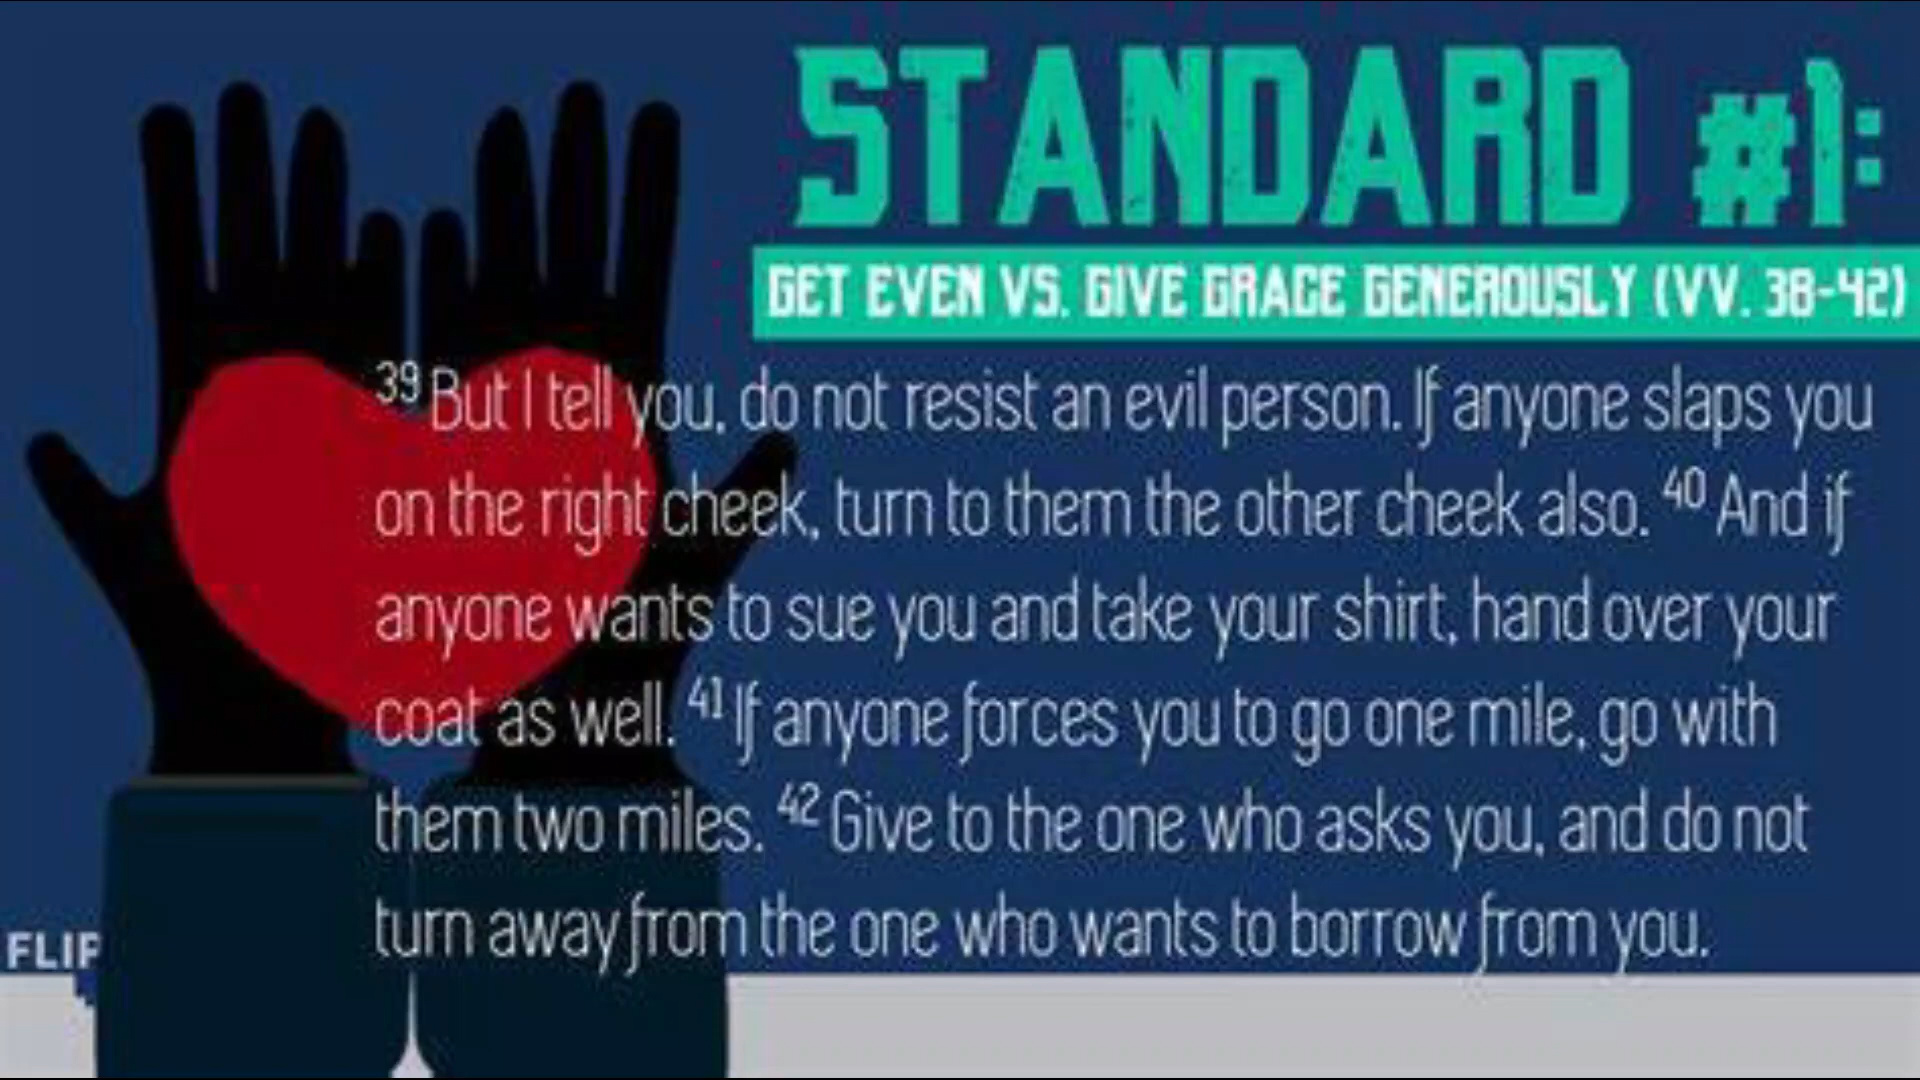 STANDARD #1:
GET EVEN VS. GIVE GRACE GENEROUSLY (VV. 38-42)
39 But I tell you, do not resist an evil person. If anyone slaps you
on the right cheek, turn to them the other cheek also. 40 And if
anyone wants to sue you and take your shirt, hand over your
coat as well. 41 If anyone forces you to go one mile, go with
them two miles. 42 Give to the one who asks you, and do not
turn away from the one who wants to borrow from you.
FLIP